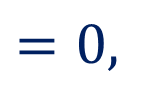 = 0,